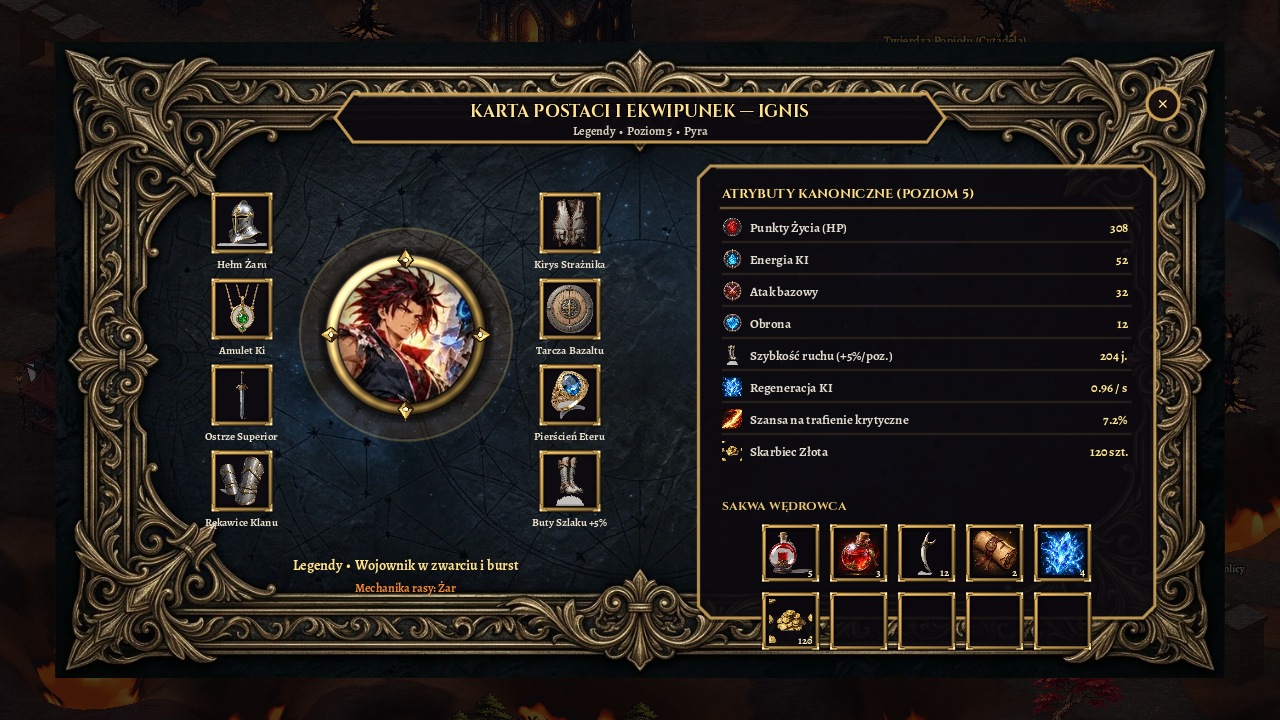 Twierdza Popiołu (Cytadela)
KARTA POSTACI I EKWIPUNEK — IGNIS
Legendy • Poziom 5 • Pyra
×
Hełm Żaru
Amulet Ki
Ostrze Superior
Rękawice Klanu
Kirys Strażnika
Tarcza Bazaltu
Pierścień Eteru
Buty Szlaku +5%
Legendy • Wojownik w zwarciu i burst
Mechanika rasy: Żar
ATRYBUTY KANONICZNE (POZIOM 5)
Punkty Życia (HP) 308
Energia KI 52
Atak bazowy 32
Obrona 12
Szybkość ruchu (+5%/poz.) 204 j.
Regeneracja KI 0.96 / s
Szansa na trafienie krytyczne 7.2%
Skarbiec Złota 120 szt.
SAKWA WĘDROWCA
5 3 12 2 4
120